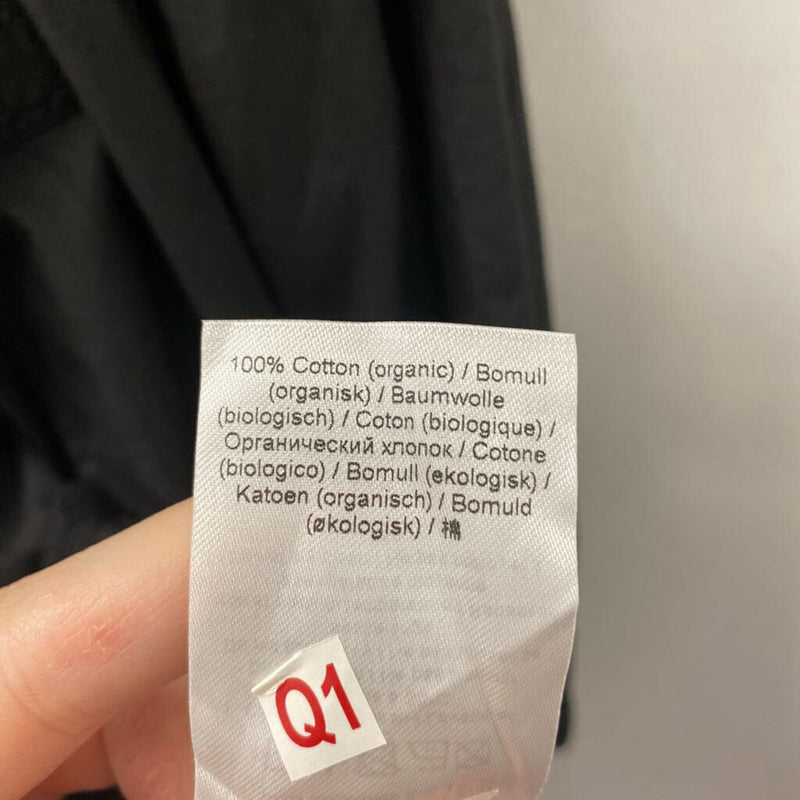 100% Cotton (organic) / Bomull
(organisk) / Baumwolle
(biologisch) / Coton (biologique) /
Органический хлопок / Cotone
(biologico) / Bomull (ekologisk) /
Katoen (organisch) / Bomuld
(økologisk) / 棉
Q1